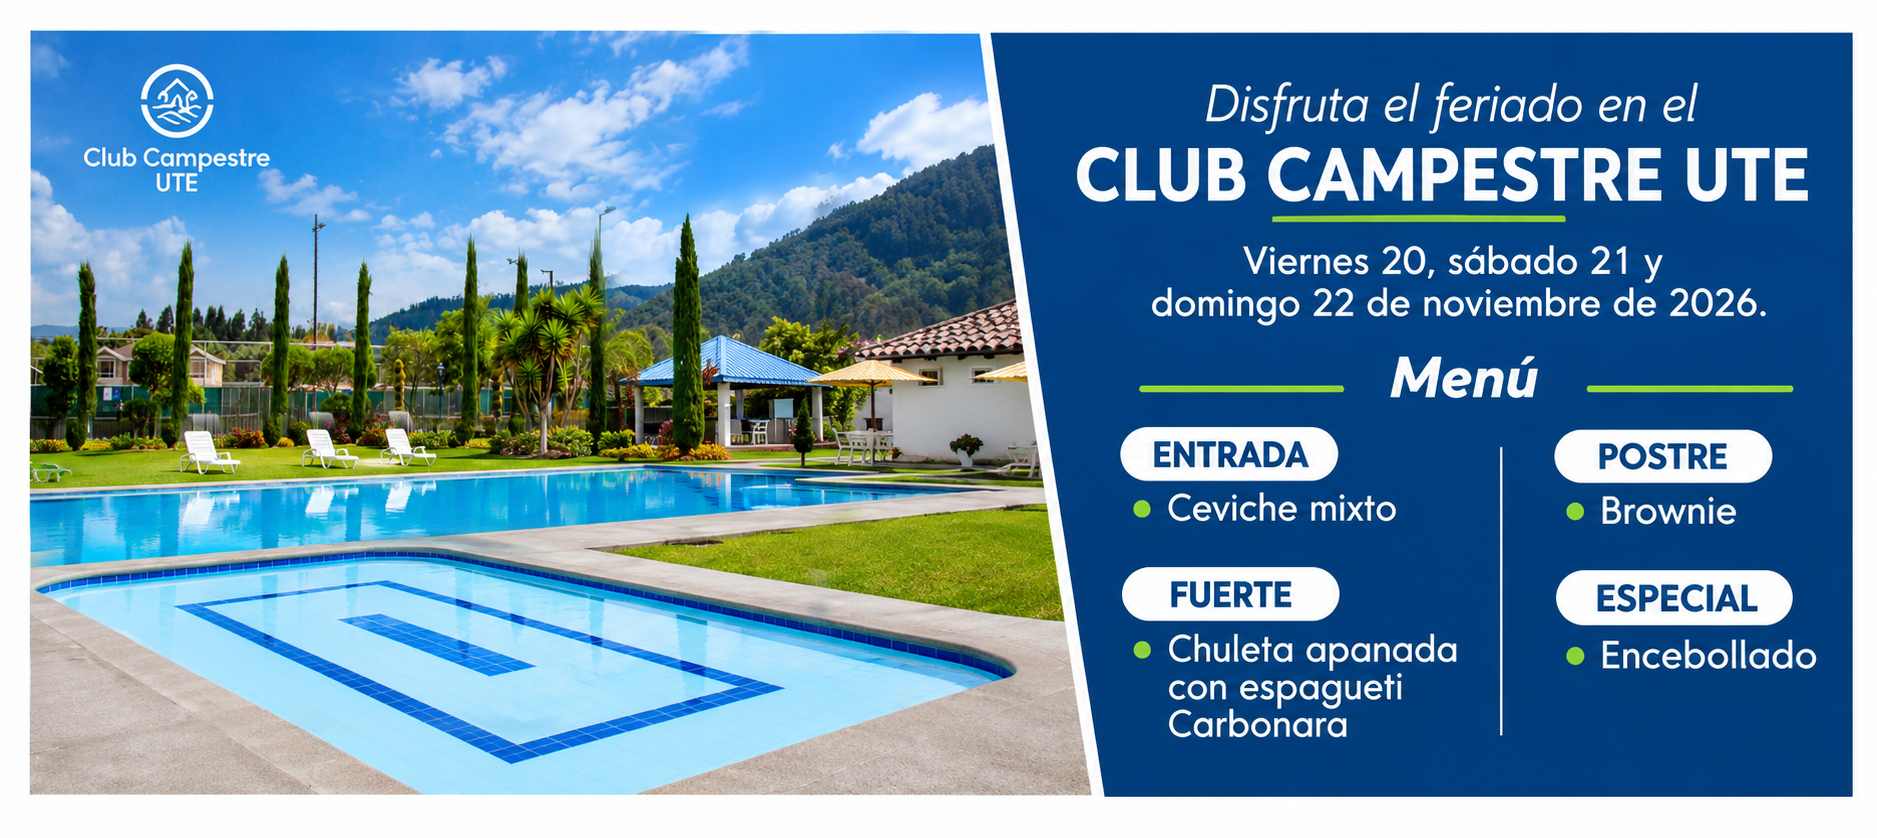 Club Campestre
UTE
Disfruta el feriado en el
CLUB CAMPESTRE UTE
Viernes 20, sábado 21 y
domingo 22 de noviembre de 2026.
Menú
ENTRADA
Ceviche mixto
FUERTE
Chuleta apanada
con espagueti
Carbonara
POSTRE
Brownie
ESPECIAL
Encebollado